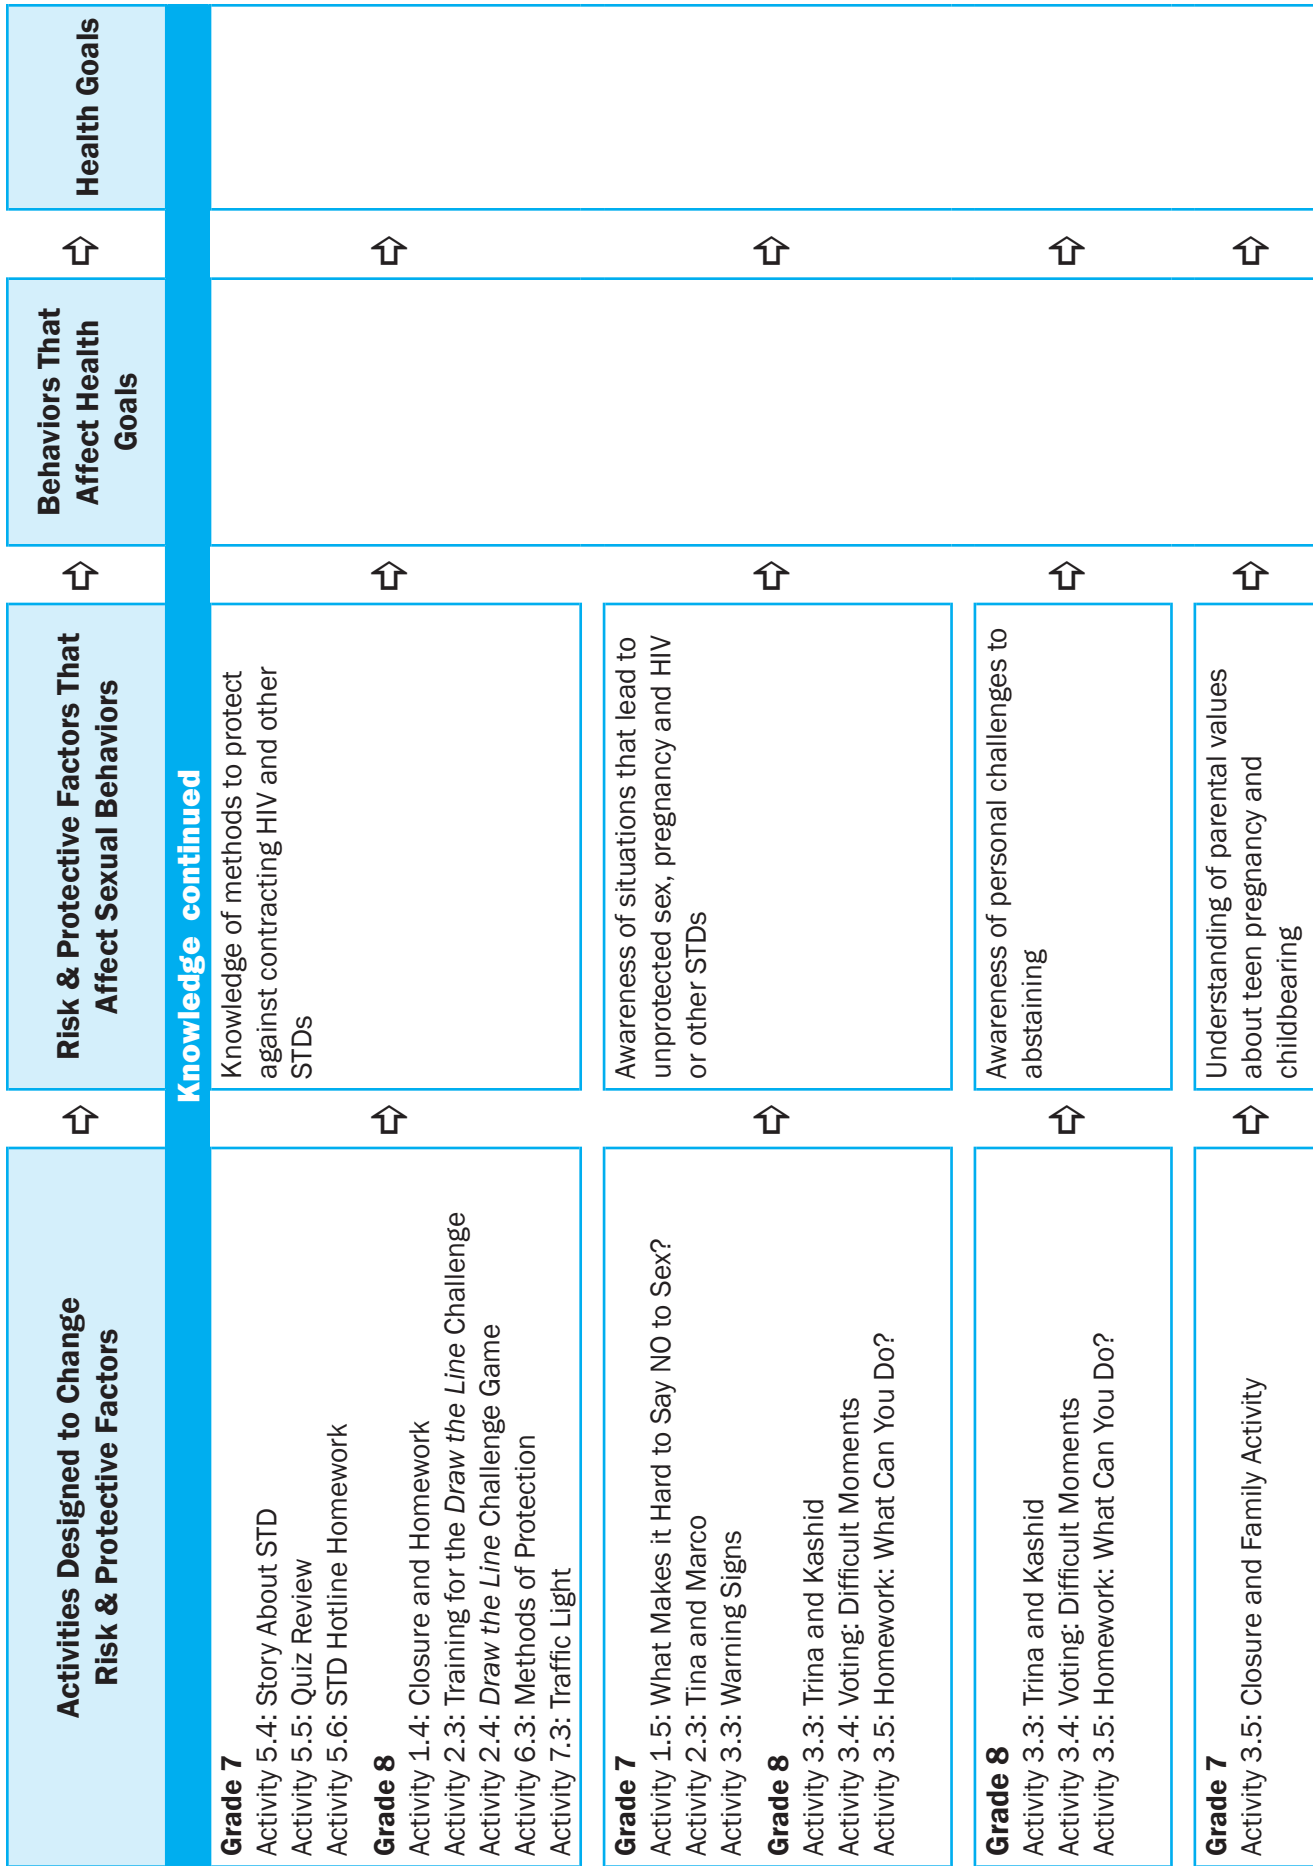 Activities Designed to Change
Risk & Protective Factors
Risk & Protective Factors That
Affect Sexual Behaviors
Behaviors That
Affect Health
Goals
Health Goals
Knowledge continued
Grade 7
Activity 5.4: Story About STD
Activity 5.5: Quiz Review
Activity 5.6: STD Hotline Homework
Grade 8
Activity 1.4: Closure and Homework
Activity 2.3: Training for the Draw the Line Challenge
Activity 2.4: Draw the Line Challenge Game
Activity 6.3: Methods of Protection
Activity 7.3: Traffic Light
Knowledge of methods to protect
against contracting HIV and other
STDs
Grade 7
Activity 1.5: What Makes it Hard to Say NO to Sex?
Activity 2.3: Tina and Marco
Activity 3.3: Warning Signs
Grade 8
Activity 3.3: Trina and Kashid
Activity 3.4: Voting: Difficult Moments
Activity 3.5: Homework: What Can You Do?
Awareness of situations that lead to
unprotected sex, pregnancy and HIV
or other STDs
Grade 8
Activity 3.3: Trina and Kashid
Activity 3.4: Voting: Difficult Moments
Activity 3.5: Homework: What Can You Do?
Awareness of personal challenges to
abstaining
Grade 7
Activity 3.5: Closure and Family Activity
Understanding of parental values
about teen pregnancy and
childbearing